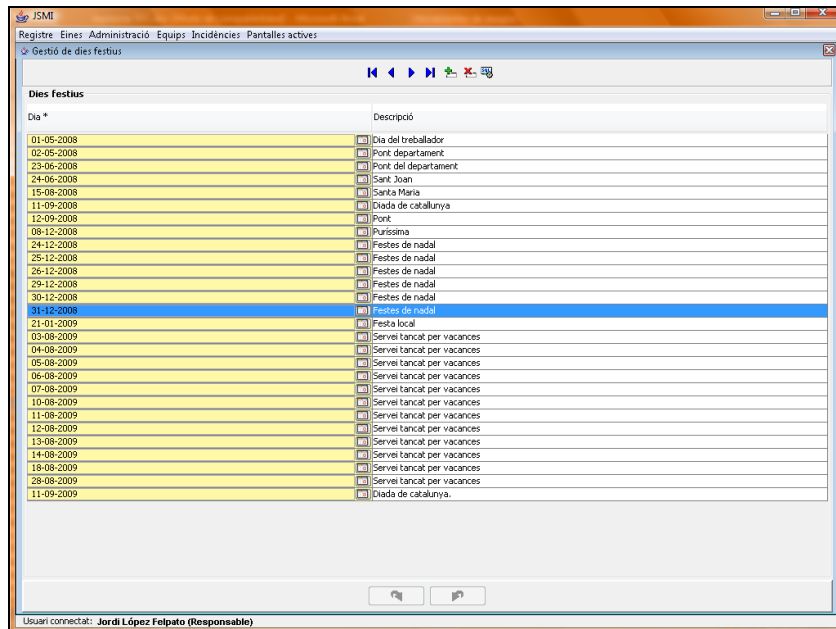 JSMI
Registre Eines Administració Equips Incidències Pantalles actives
Gestió de dies festius
Dies festius
Dia * Descripció
01-05-2008 Dia del treballador
02-05-2008 Pont departament
23-06-2008 Pont del departament
24-06-2008 Sant Joan
15-08-2008 Santa Maria
11-09-2008 Diada de catallunya
12-09-2008 Pont
08-12-2008 Puríssima
24-12-2008 Festes de nadal
25-12-2008 Festes de nadal
26-12-2008 Festes de nadal
29-12-2008 Festes de nadal
30-12-2008 Festes de nadal
31-12-2008 Festes de nadal
21-01-2009 Festa local
03-08-2009 Servei tancat per vacances
04-08-2009 Servei tancat per vacances
05-08-2009 Servei tancat per vacances
06-08-2009 Servei tancat per vacances
07-08-2009 Servei tancat per vacances
10-08-2009 Servei tancat per vacances
11-08-2009 Servei tancat per vacances
12-08-2009 Servei tancat per vacances
13-08-2009 Servei tancat per vacances
14-08-2009 Servei tancat per vacances
18-08-2009 Servei tancat per vacances
28-08-2009 Servei tancat per vacances
11-09-2009 Diada de catalunya.
Usuari connectat: Jordi López Felpato (Responsable)